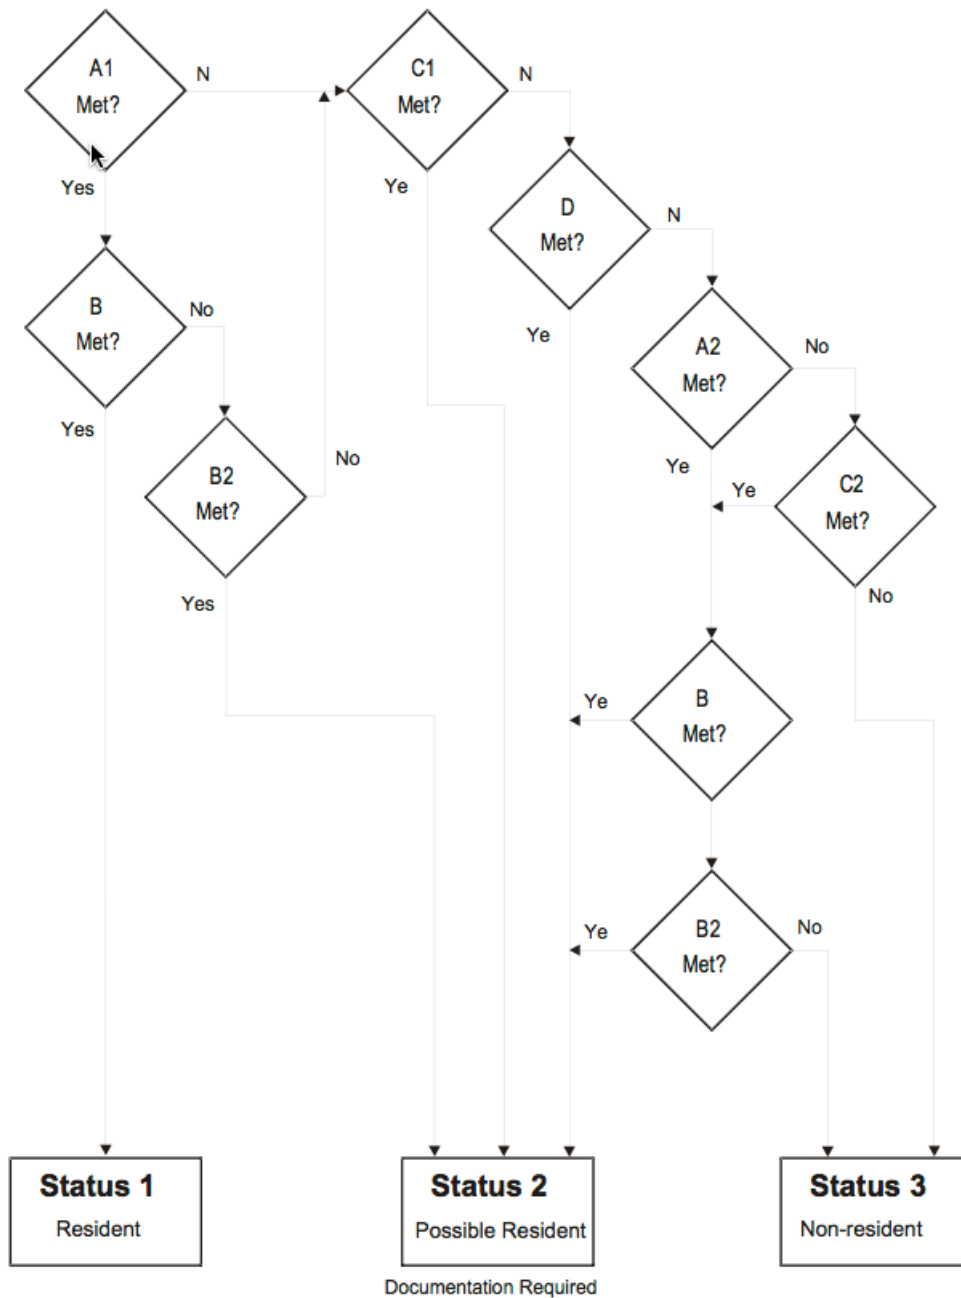 A1
Met?
N
C1
Met?
N
Yes
Ye
D
Met?
N
B
Met?
No
Ye
A2
Met?
No
Yes
B2
Met?
No
Ye
Ye
C2
Met?
Yes
No
Ye
B
Met?
Ye
B2
Met?
No
Status 1
Resident
Status 2
Possible Resident
Status 3
Non-resident
Documentation Required